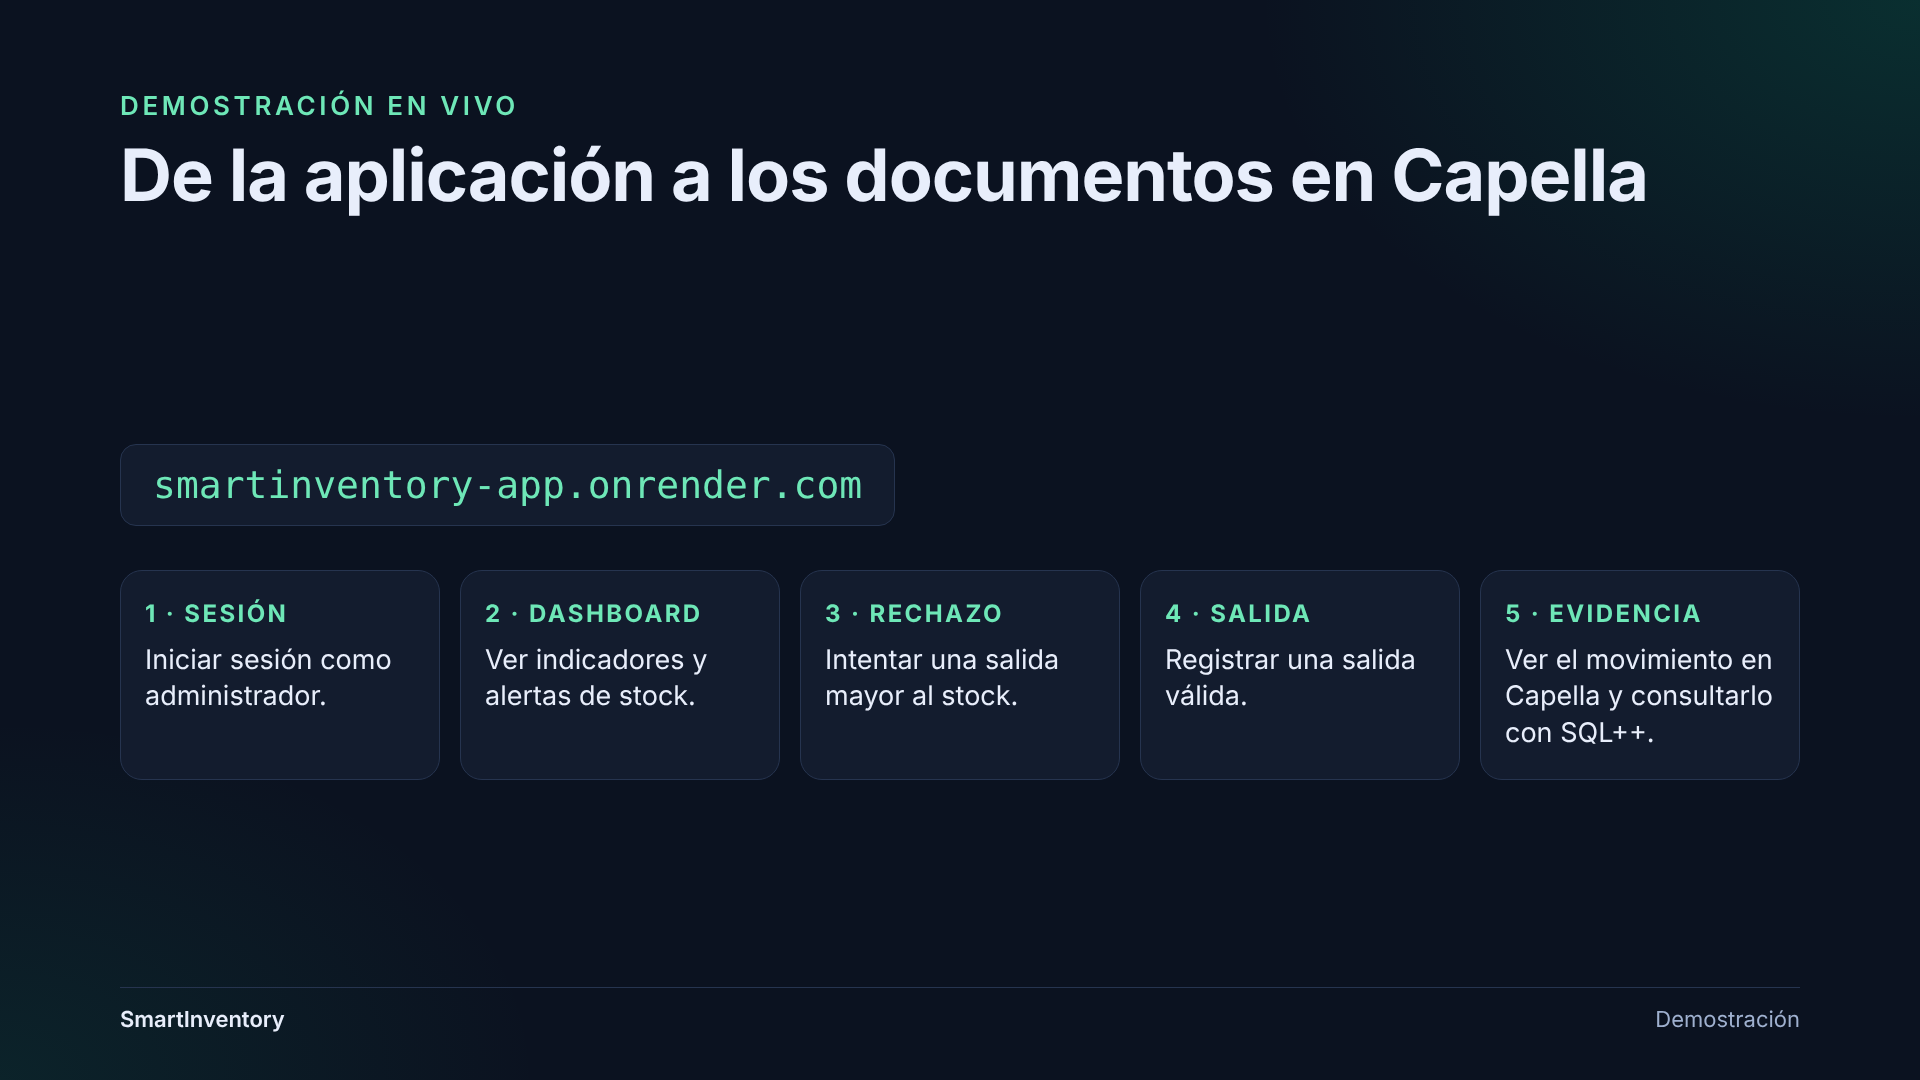 DEMOSTRACIÓN EN VIVO
De la aplicación a los documentos en Capella
smartinventory-app.onrender.com
1 · SESIÓN
Iniciar sesión como
administrador.
2 · DASHBOARD
Ver indicadores y
alertas de stock.
3 · RECHAZO
Intentar una salida
mayor al stock.
4 · SALIDA
Registrar una salida
válida.
5 · EVIDENCIA
Ver el movimiento en
Capella y consultarlo
con SQL++.
SmartInventory
Demostración